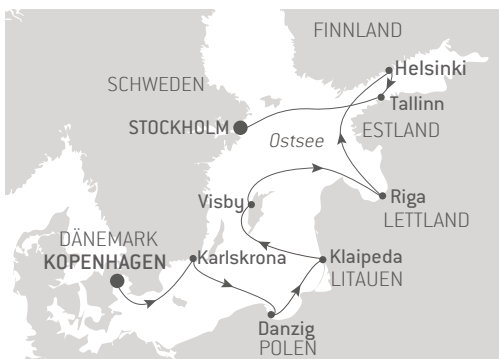 FINNLAND
Helsinki
SCHWEDEN
Tallinn
STOCKHOLM
ESTLAND
Ostsee
Riga
Visby
LETTLAND
DÄNEMARK
KOPENHAGEN
Karlskrona
Klaipeda
LITAUEN
Danzig
POLEN